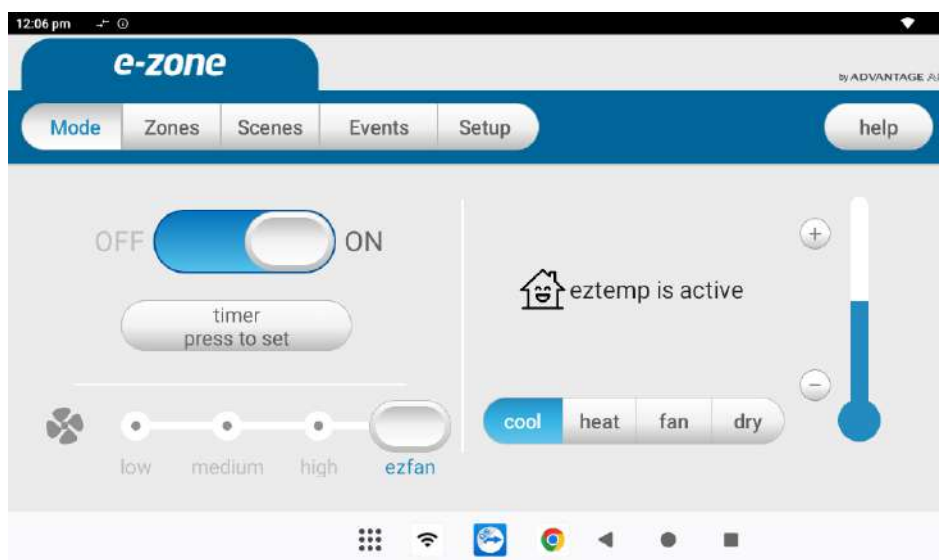 12:06 pm
e-zone
by ADVANTAGE
Mode Zones Scenes Events Setup help
OFF ON
timer
press to set
eztemp is active
cool heat fan dry
low medium high ezfan